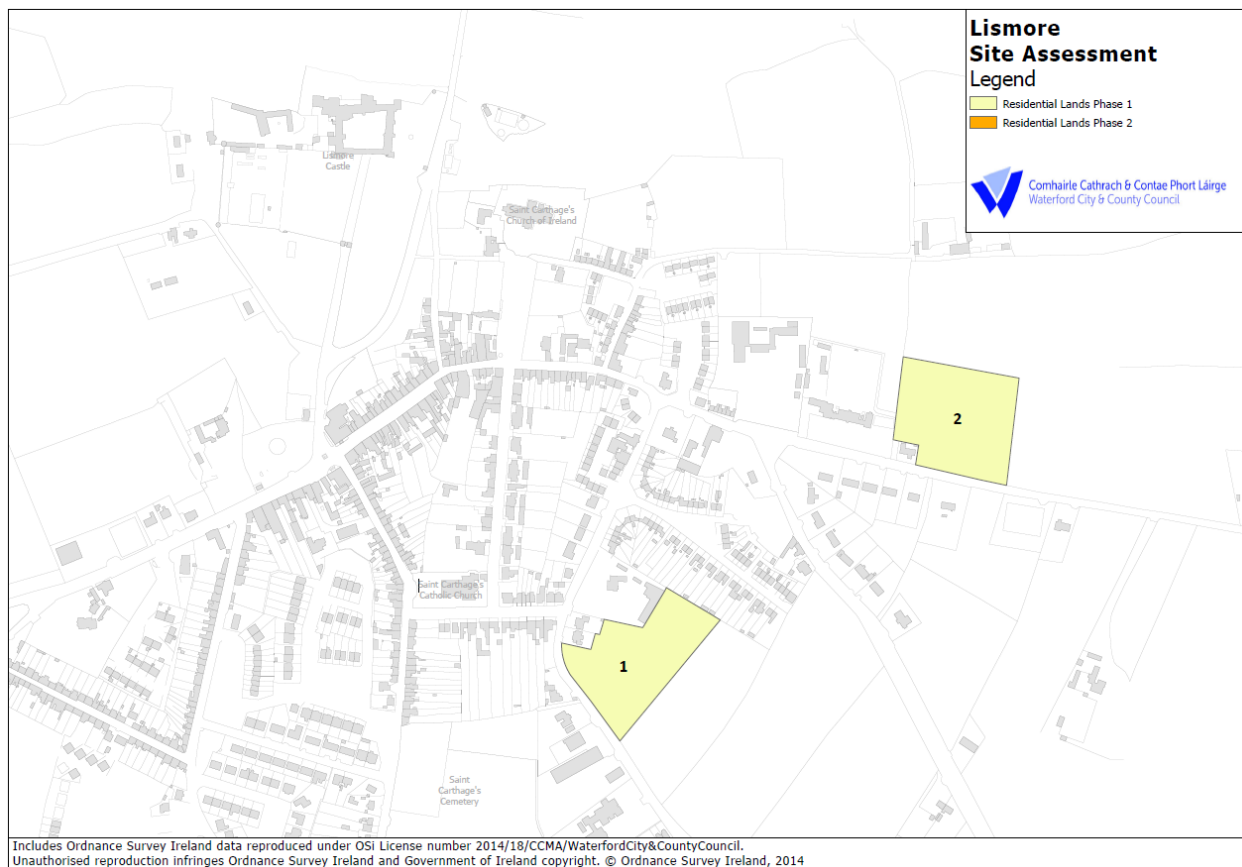 Lismore
Site Assessment
Legend
Residential Lands Phase 1
Residential Lands Phase 2
Comhairle Cathrach & Contae Phort Láirge
Waterford City & County Council
Lismore
Castle
Saint Carthage's
Church of Ireland
2
Saint Carthage's
Catholic Church
1
Saint
Carthage's
Cemetery
Includes Ordnance Survey Ireland data reproduced under OSi License number 2014/18/CCMA/WaterfordCity&CountyCouncil.
Unauthorised reproduction infringes Ordnance Survey Ireland and Government of Ireland copyright. © Ordnance Survey Ireland, 2014